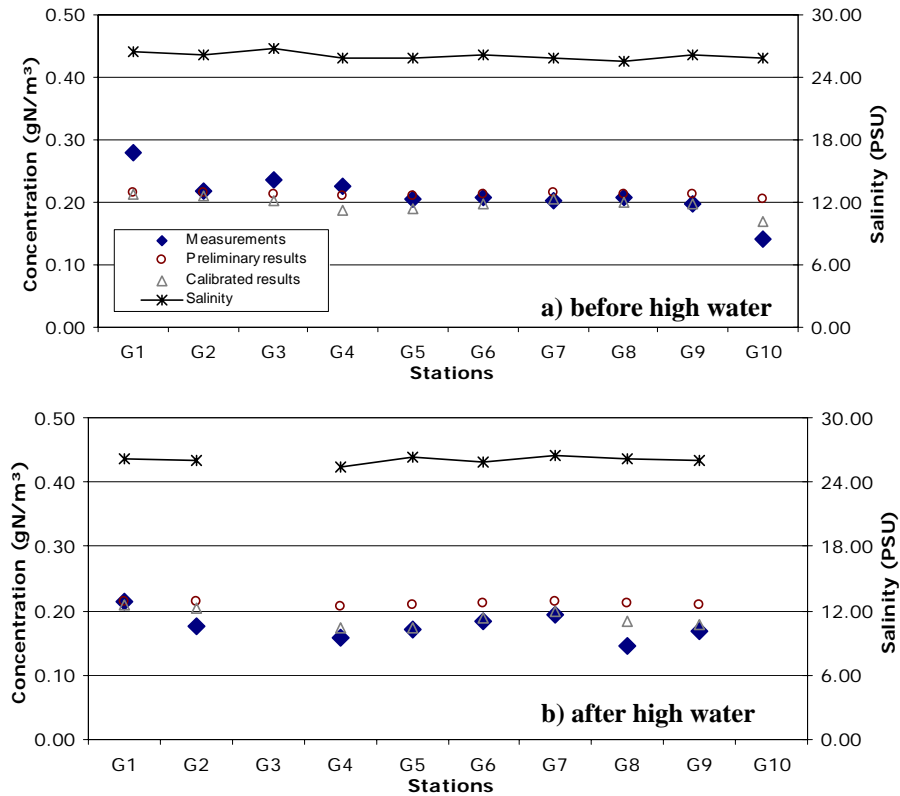 0.50 30.00
0.40 24.00
0.30 18.00
0.20 12.00
0.10 6.00
0.00 0.00
Concentration (gN/m³)
Salinity (PSU)
Measurements
Preliminary results
Calibrated results
Salinity
a) before high water
G1 G2 G3 G4 G5 G6 G7 G8 G9 G10
Stations
0.50 30.00
0.40 24.00
0.30 18.00
0.20 12.00
0.10 6.00
0.00 0.00
Concentration (gN/m³)
Salinity (PSU)
b) after high water
G1 G2 G3 G4 G5 G6 G7 G8 G9 G10
Stations